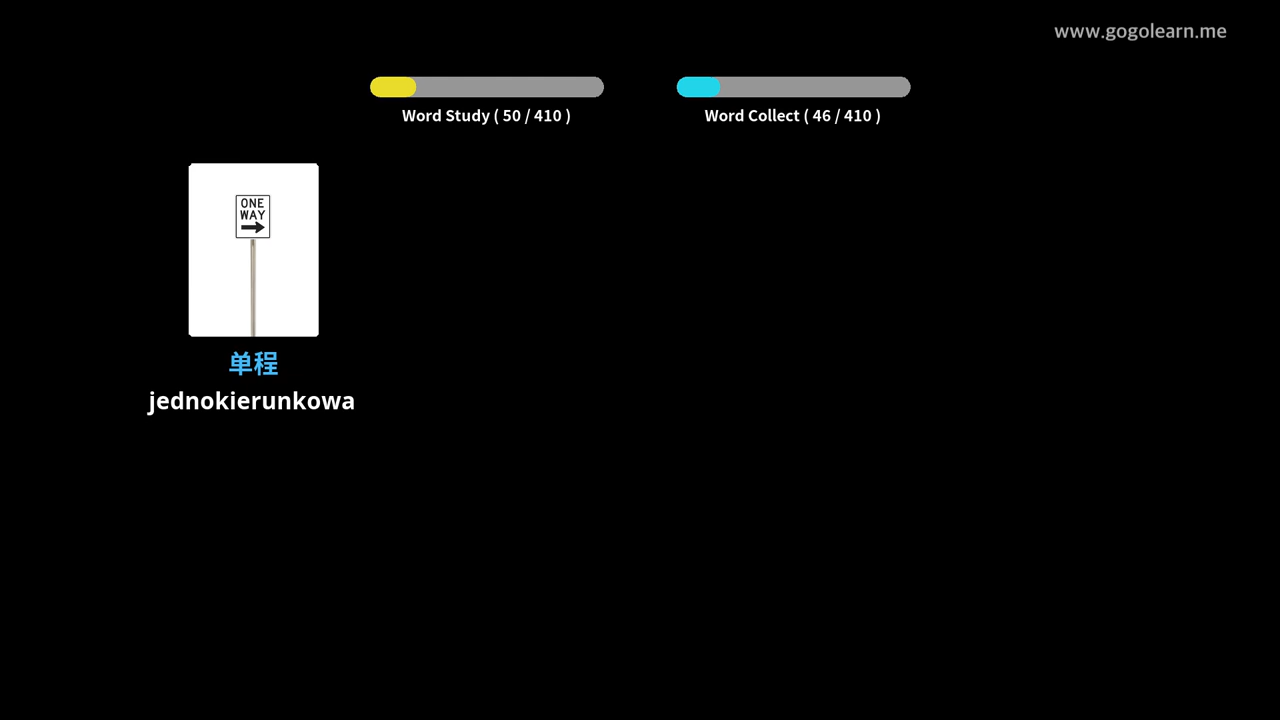 www.gogolearn.me
Word Study ( 50 / 410 )
Word Collect ( 46 / 410 )
ONE
WAY
单程
jednokierunkowa